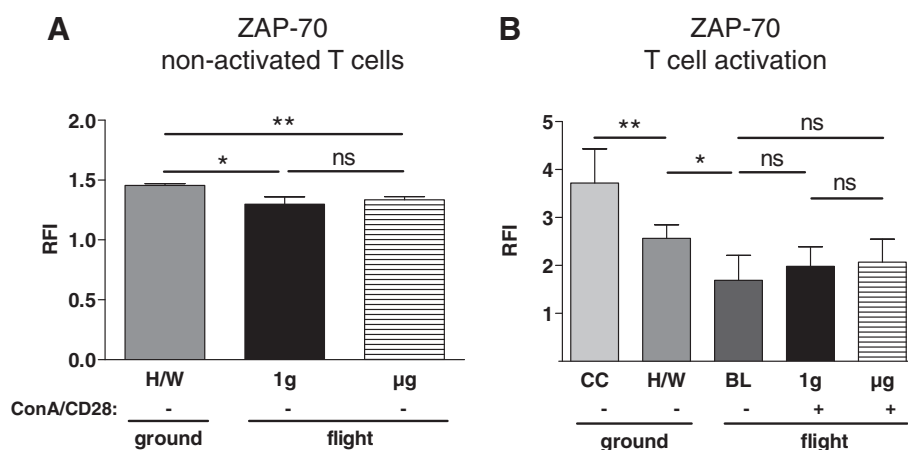 A
ZAP-70
non-activated T cells
RFI
2.0
1.5
1.0
1.5
0.0
**
*
ns
H/W 1g µg
ConA/CD28: - - -
ground flight
B
ZAP-70
T cell activation
RFI
5
4
3
2
1
**
*
ns
ns
ns
CC H/W BL 1g µg
- - - + +
ground flight